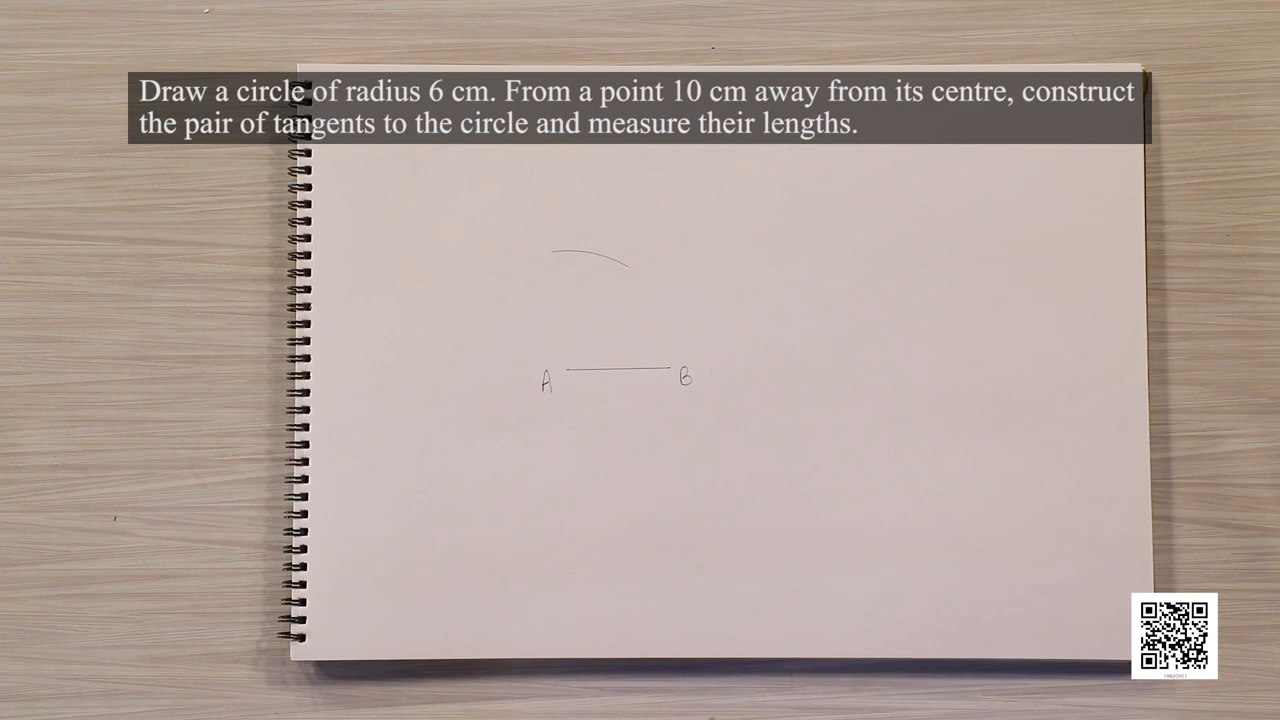 Draw a circle of radius 6 cm. From a point 10 cm away from its centre, construct
the pair of tangents to the circle and measure their lengths.
A B